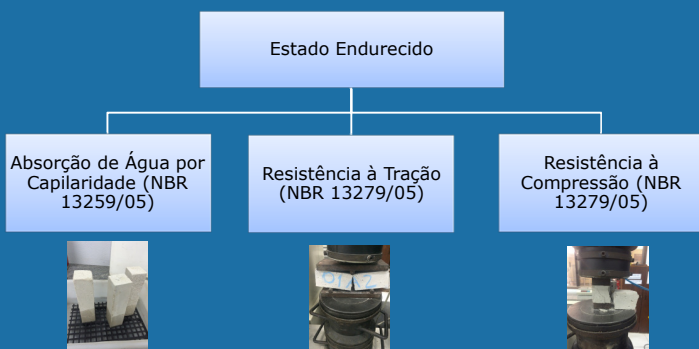 Estado Endurecido
Absorção de Água por
Capilaridade (NBR
13259/05)
Resistência à Tração
(NBR 13279/05)
Resistência à
Compressão (NBR
13279/05)